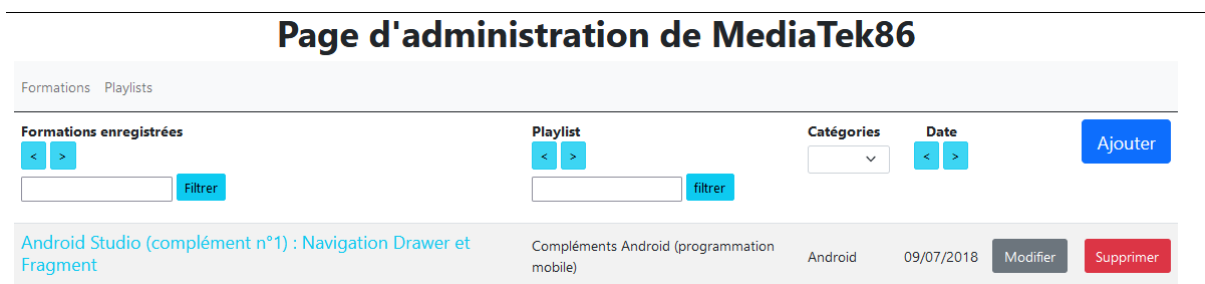 Page d'administration de MediaTek86
Formations Playlists
Formations enregistrées Playlist Catégories Date Ajouter
< > < > < >
Filtrer filtrer
Android Studio (complément n°1) : Navigation Drawer et
Fragment
Compléments Android (programmation
mobile)
Android 09/07/2018 Modifier Supprimer